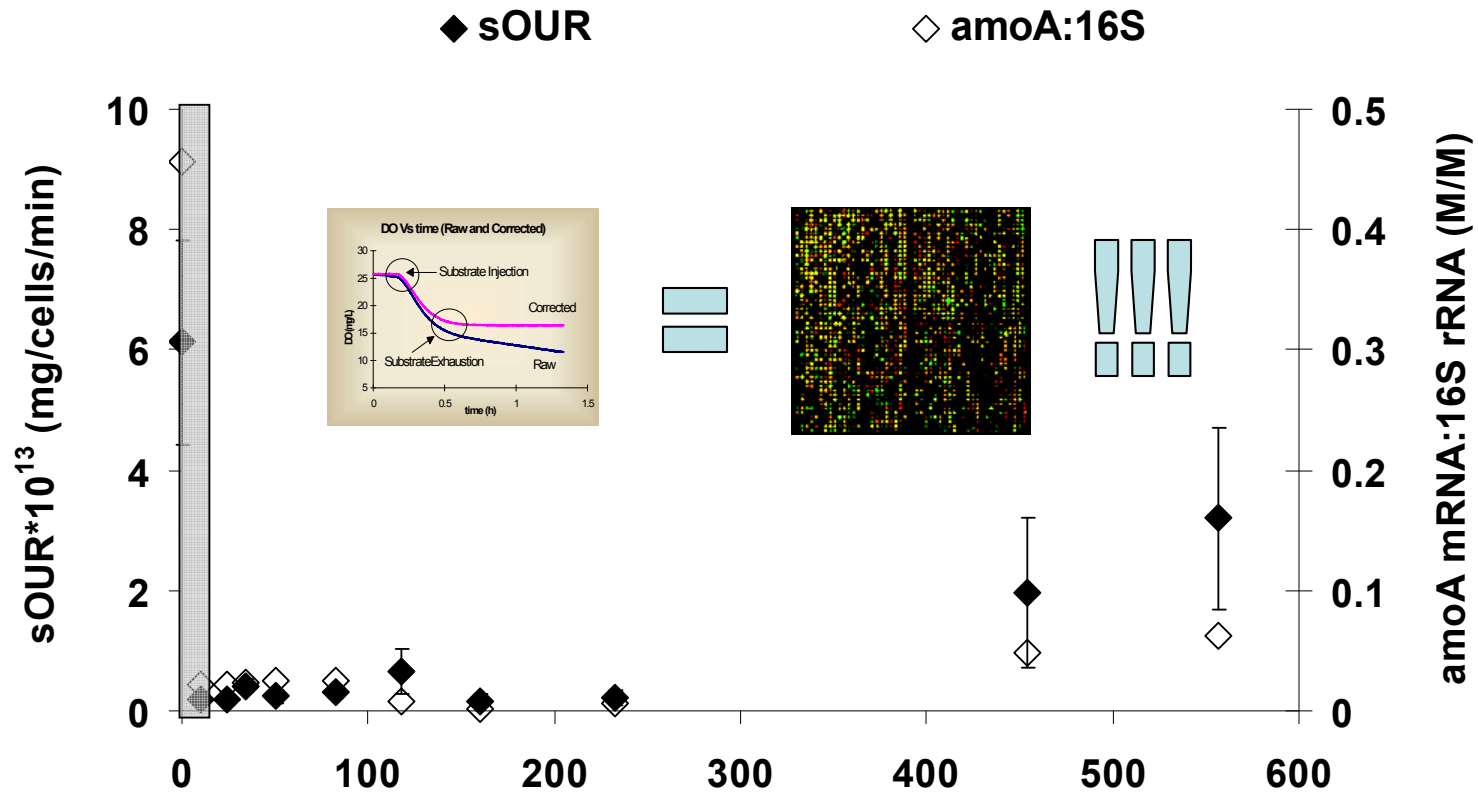 sOUR
amoA:16S
10
8
6
4
2
0
sOUR*10¹³ (mg/cells/min)
0.5
0.4
0.3
0.2
0.1
0
amoA mRNA:16S rRNA (M/M)
0
100
200
300
400
500
600
DO Vs time (Raw and Corrected)
30
25
20
15
10
5
DO(mg/L)
Substrate Injection
Corrected
SubstrateExhaustion
Raw
0
0.5
1
1.5
time (h)
=
!!!